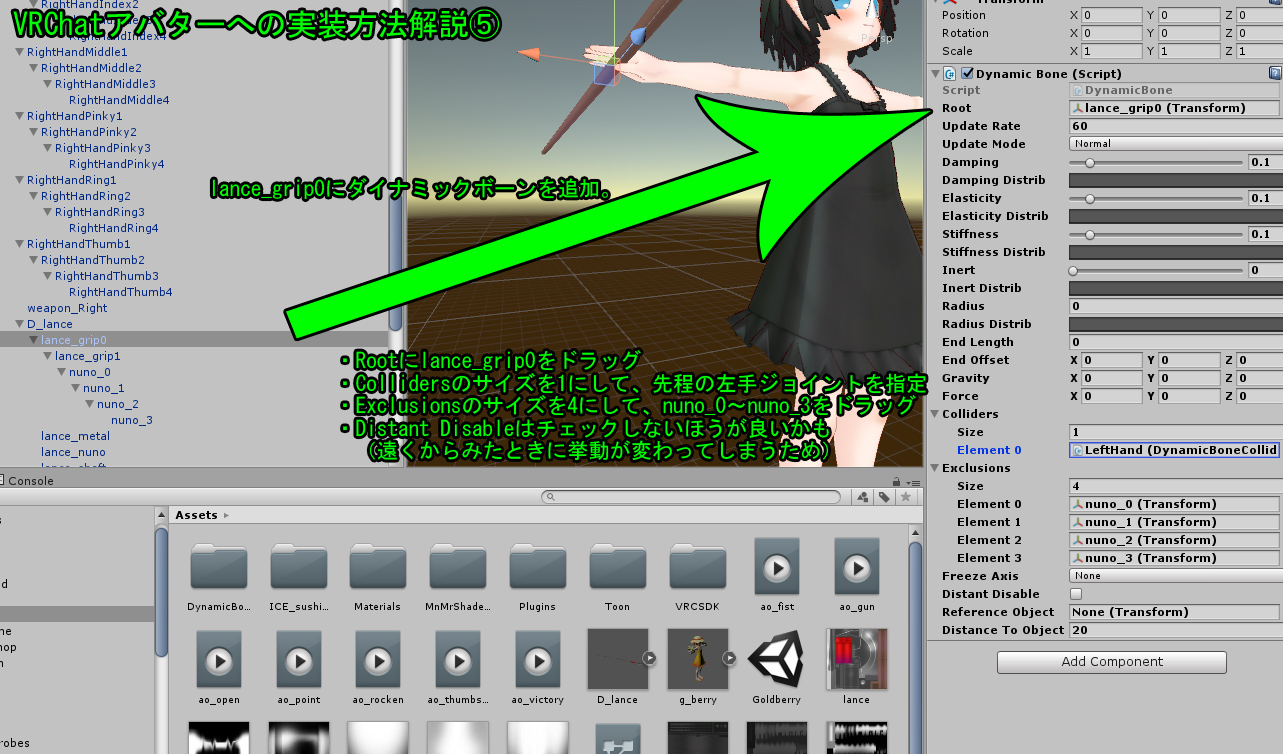 VRChatアバターへの実装方法解説⑤
RightHandIndex2
RightHandIndex4
RightHandMiddle1
RightHandMiddle2
RightHandMiddle3
RightHandMiddle4
RightHandPinky1
RightHandPinky2
RightHandPinky3
RightHandPinky4
RightHandRing1
RightHandRing2
RightHandRing3
RightHandRing4
RightHandThumb1
RightHandThumb2
RightHandThumb3
RightHandThumb4
weapon_Right
D_lance
lance_grip0
lance_grip1
nuno_0
nuno_1
nuno_2
nuno_3
lance_metal
lance_nuno
lance_shaft
Persp
lance_grip0にダイナミックボーンを追加。
・Rootにlance_grip0をドラッグ
・Collidersのサイズを1にして、先程の左手ジョイントを指定
・Exclusionsのサイズを4にして、nuno_0～nuno_3をドラッグ
・Distant Disableはチェックしないほうが良いかも
（遠くからみたときに挙動が変わってしまうため）
Transform
Position X 0 Y 0 Z 0
Rotation X 0 Y 0 Z 0
Scale X 1 Y 1 Z 1
Dynamic Bone (Script)
Script DynamicBone
Root lance_grip0 (Transform)
Update Rate 60
Update Mode Normal
Damping 0.1
Damping Distrib
Elasticity 0.1
Elasticity Distrib
Stiffness 0.1
Stiffness Distrib
Inert 0
Inert Distrib
Radius 0
Radius Distrib
End Length 0
End Offset X 0 Y 0 Z 0
Gravity X 0 Y 0 Z 0
Force X 0 Y 0 Z 0
Colliders
Size 1
Element 0 LeftHand (DynamicBoneCollid
Exclusions
Size 4
Element 0 nuno_0 (Transform)
Element 1 nuno_1 (Transform)
Element 2 nuno_2 (Transform)
Element 3 nuno_3 (Transform)
Freeze Axis None
Distant Disable
Reference Object None (Transform)
Distance To Object 20
Add Component
Console
Assets
DynamicBo... ICE_sushi... Materials MnMrShade... Plugins Toon VRCSDK ao_fist ao_gun
ao_open ao_point ao_rocken ao_thumbs... ao_victory D_lance g_berry Goldberry lance